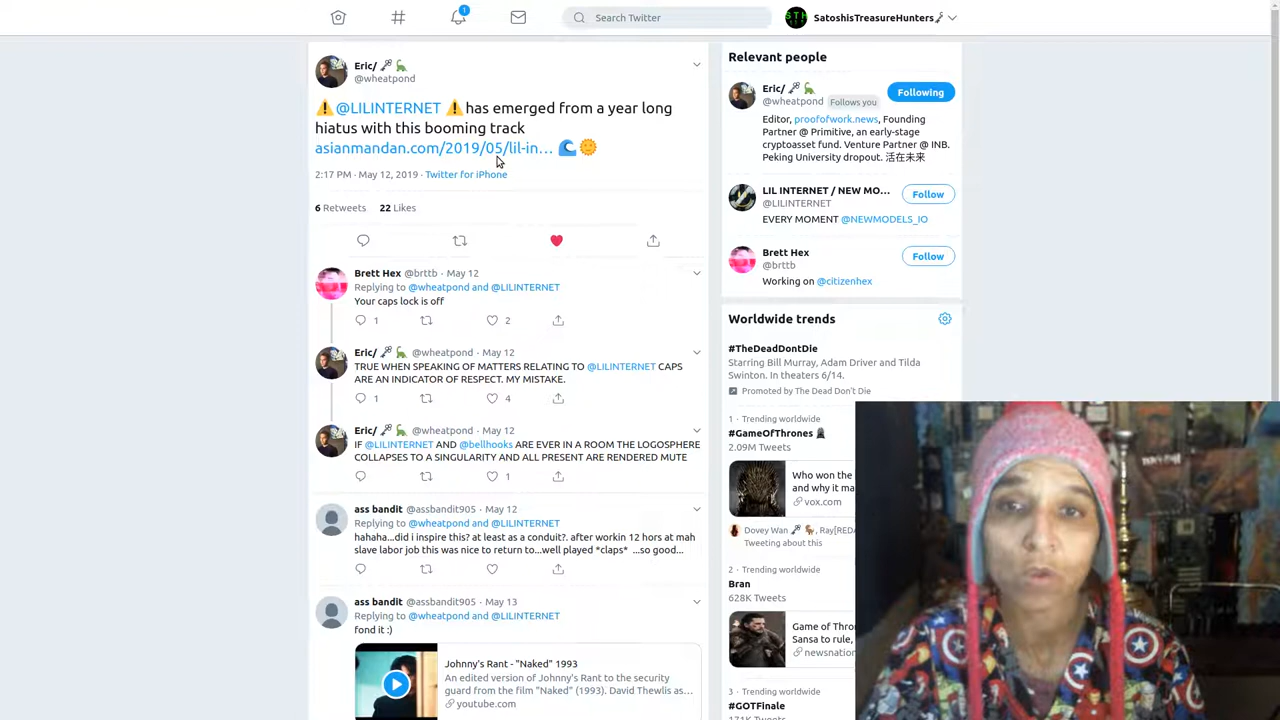 1
Search Twitter
SatoshisTreasureHunters
Eric/
@wheatpond
@LILINTERNET has emerged from a year long
hiatus with this booming track
asianmandan.com/2019/05/lil-in…
2:17 PM - May 12, 2019 - Twitter for iPhone
6 Retweets 22 Likes
Brett Hex @brttb · May 12
Replying to @wheatpond and @LILINTERNET
Your caps lock is off
1 2
Eric/ @wheatpond · May 12
TRUE WHEN SPEAKING OF MATTERS RELATING TO @LILINTERNET CAPS
ARE AN INDICATOR OF RESPECT. MY MISTAKE.
1 4
Eric/ @wheatpond · May 12
IF @LILINTERNET AND @bellhooks ARE EVER IN A ROOM THE LOGOSPHERE
COLLAPSES TO A SINGULARITY AND ALL PRESENT ARE RENDERED MUTE
1
ass bandit @assbandit905 · May 12
Replying to @wheatpond and @LILINTERNET
hahaha...did i inspire this? at least as a conduit?. after workin 12 hors at mah
slave labor job this was nice to return to...well played *claps* ...so good...
ass bandit @assbandit905 · May 13
Replying to @wheatpond and @LILINTERNET
fond it :)
Johnny's Rant - "Naked" 1993
An edited version of Johnny's Rant to the security
guard from the film "Naked" (1993). David Thewlis as...
youtube.com
Relevant people
Eric/
@wheatpond Follows you
Following
Editor, proofofwork.news, Founding
Partner @ Primitive, an early-stage
cryptoasset fund. Venture Partner @ INB.
Peking University dropout. 活在未来
LIL INTERNET / NEW MO...
@LILINTERNET
Follow
EVERY MOMENT @NEWMODELS_IO
Brett Hex
@brttb
Follow
Working on @citizenhex
Worldwide trends
#TheDeadDontDie
Starring Bill Murray, Adam Driver and Tilda
Swinton. In theaters 6/14.
Promoted by The Dead Don't Die
1 · Trending worldwide
#GameOfThrones
2.09M Tweets
Who won the
and why it ma
vox.com
Dovey Wan , Ray[RED
Tweeting about this
2 · Trending worldwide
Bran
628K Tweets
Game of Thron
Sansa to rule,
newsnation
3 · Trending worldwide
#GOTFinale
171K Tweets